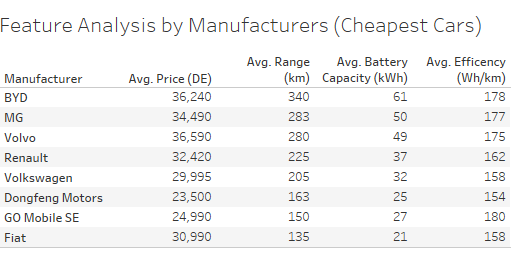 Feature Analysis by Manufacturers (Cheapest Cars)
Avg. Range Avg. Battery Avg. Efficency
Manufacturer Avg. Price (DE) (km) Capacity (kWh) (Wh/km)
BYD 36,240 340 61 178
MG 34,490 283 50 177
Volvo 36,590 280 49 175
Renault 32,420 225 37 162
Volkswagen 29,995 205 32 158
Dongfeng Motors 23,500 163 25 154
GO Mobile SE 24,990 150 27 180
Fiat 30,990 135 21 158